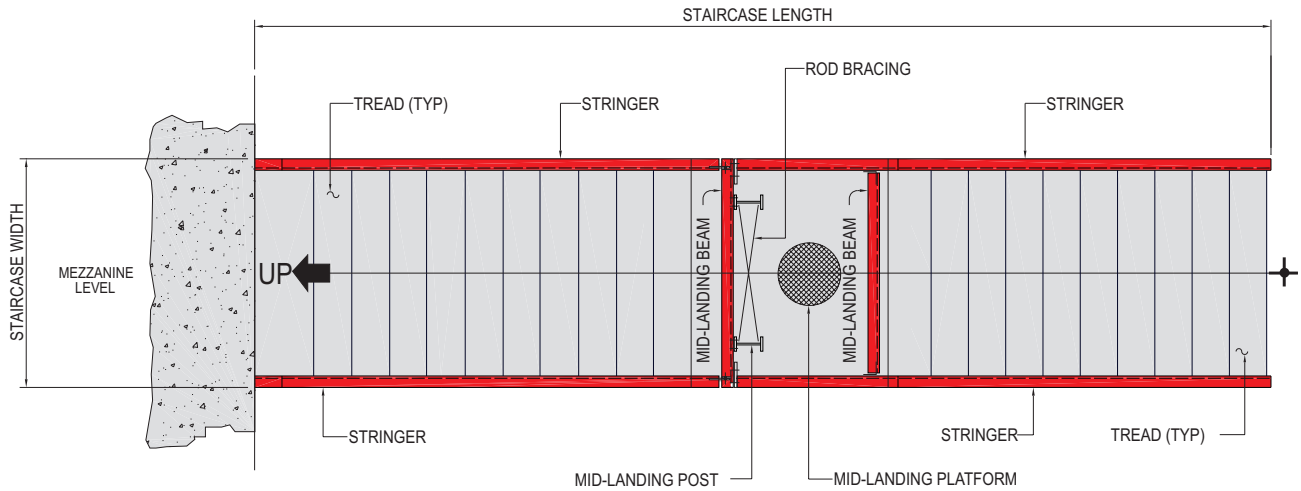 STAIRCASE LENGTH
ROD BRACING
TREAD (TYP)
STRINGER
STRINGER
STAIRCASE WIDTH
MEZZANINE
LEVEL
UP
MID-LANDING BEAM
MID-LANDING BEAM
STRINGER
STRINGER
TREAD (TYP)
MID-LANDING POST
MID-LANDING PLATFORM